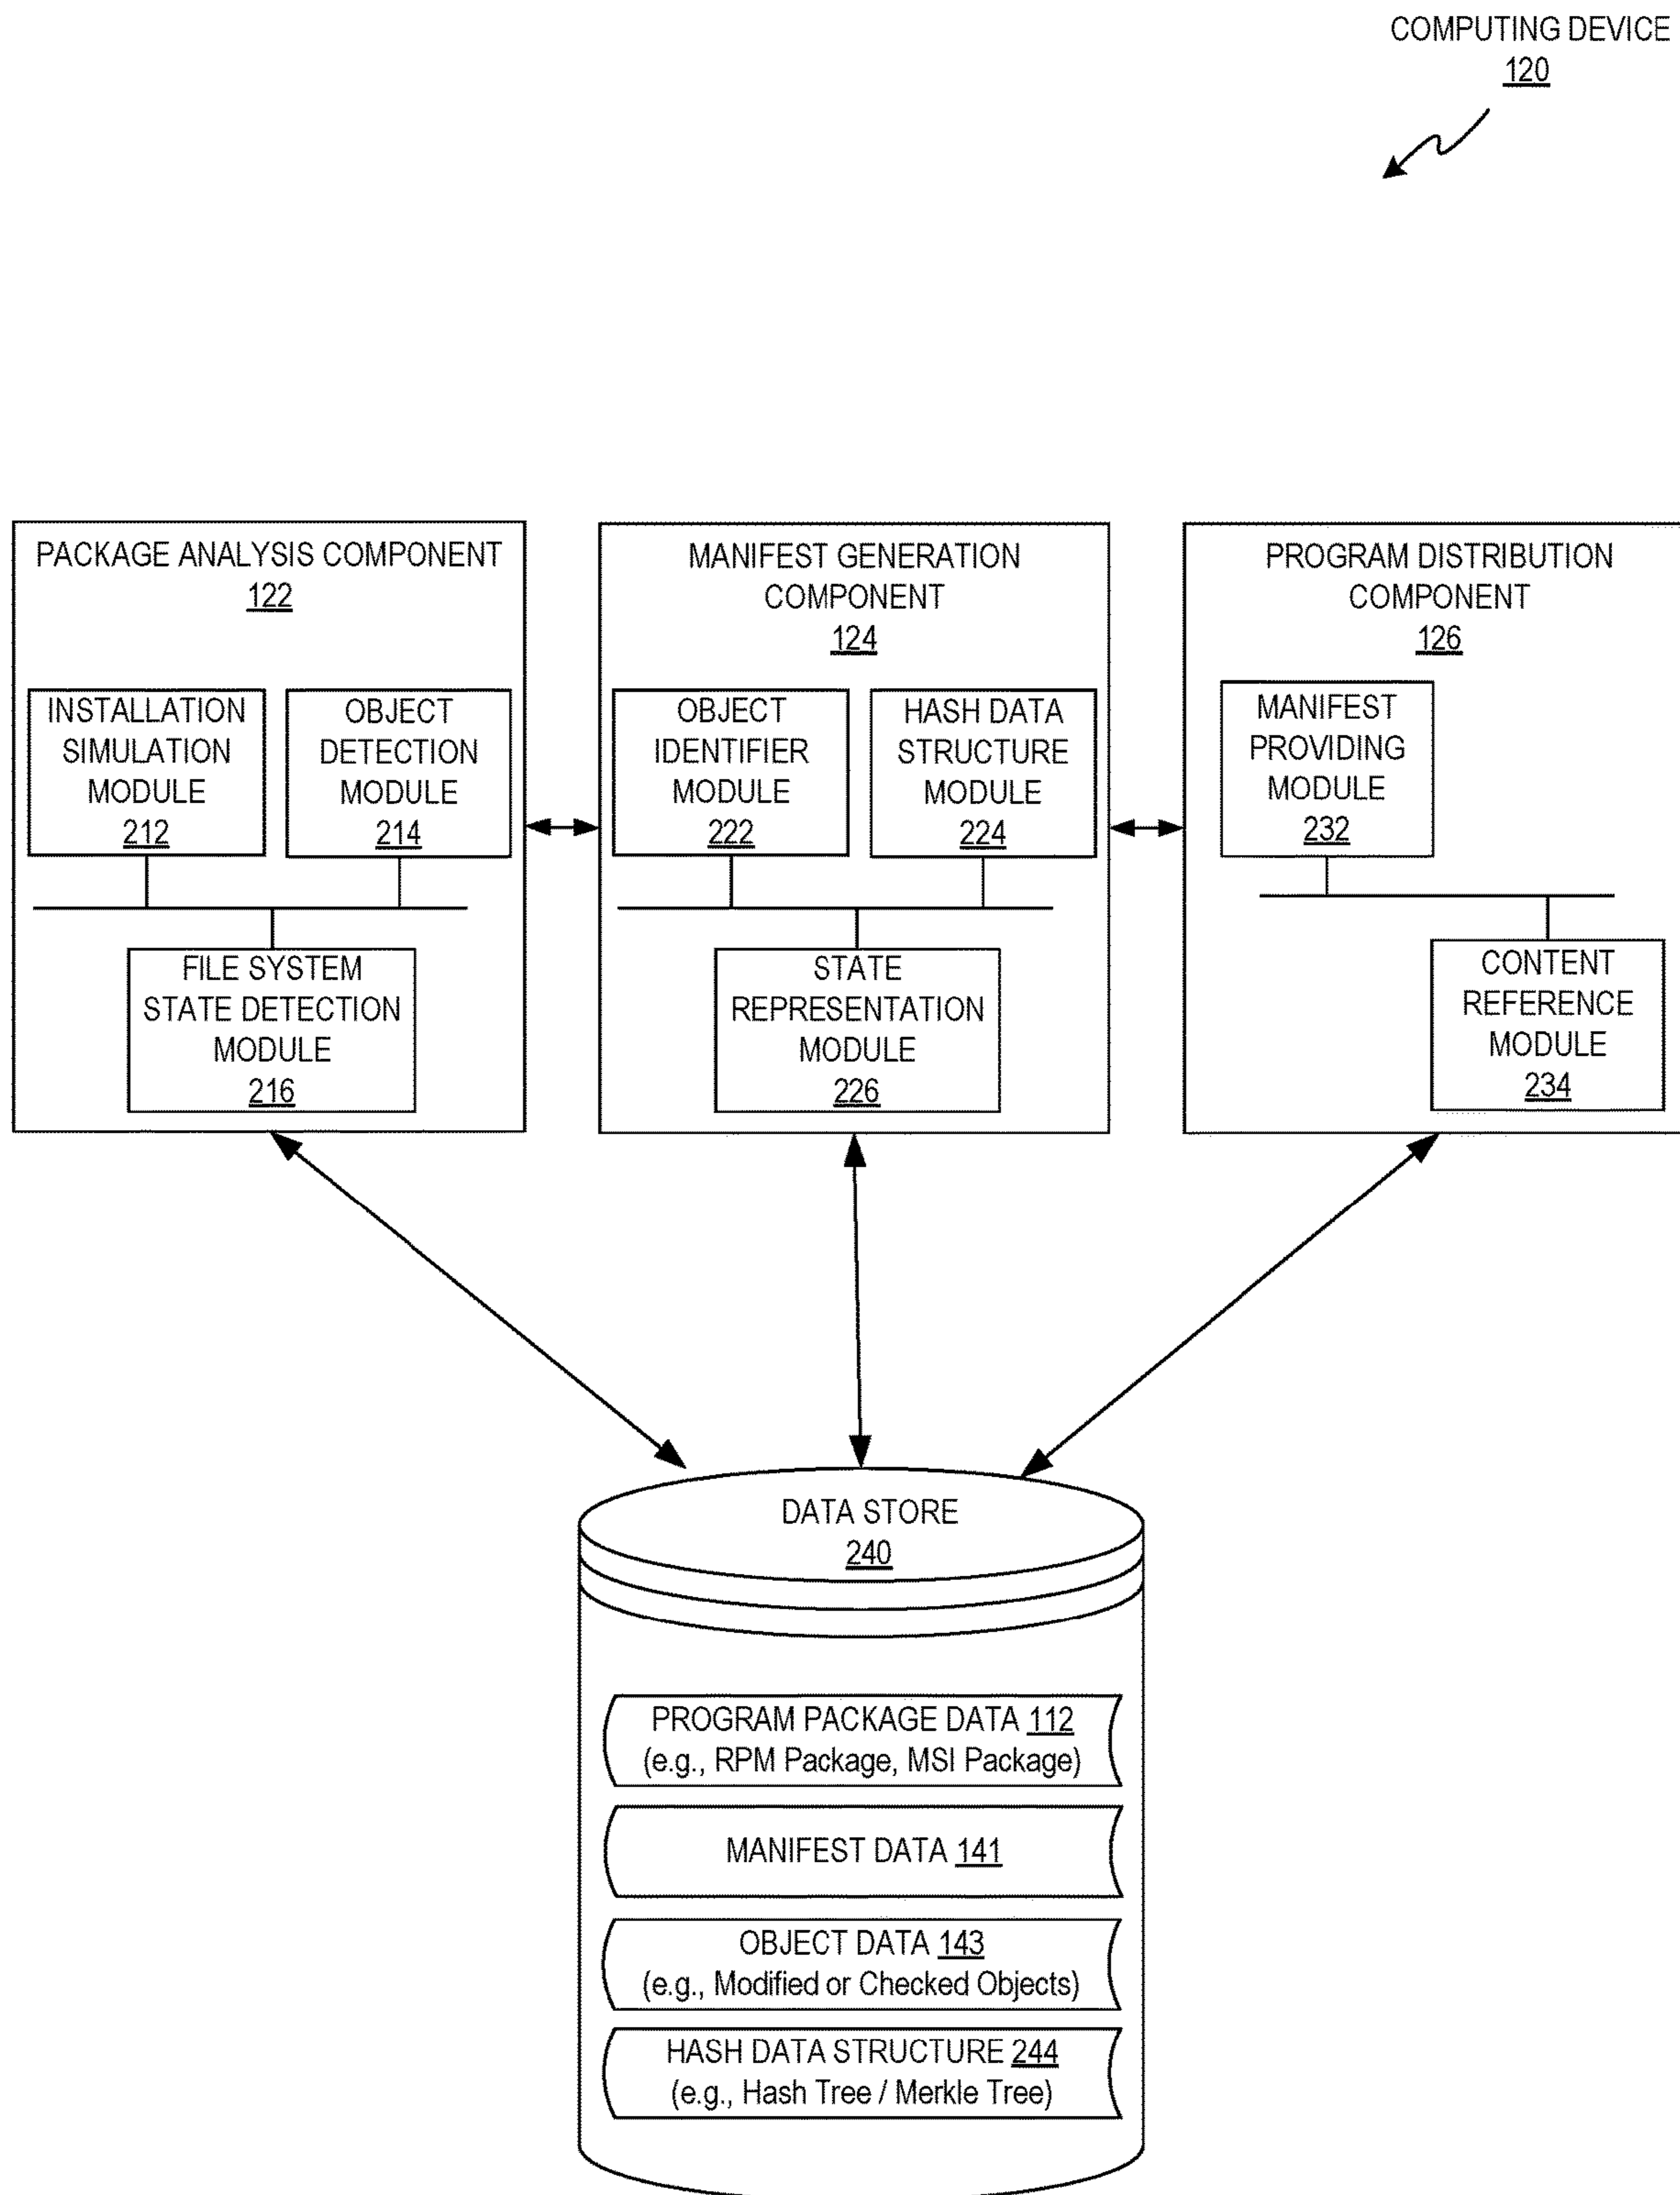 COMPUTING DEVICE
120
PACKAGE ANALYSIS COMPONENT
122
INSTALLATION
SIMULATION
MODULE
212
OBJECT
DETECTION
MODULE
214
FILE SYSTEM
STATE DETECTION
MODULE
216
MANIFEST GENERATION
COMPONENT
124
OBJECT
IDENTIFIER
MODULE
222
HASH DATA
STRUCTURE
MODULE
224
STATE
REPRESENTATION
MODULE
226
PROGRAM DISTRIBUTION
COMPONENT
126
MANIFEST
PROVIDING
MODULE
232
CONTENT
REFERENCE
MODULE
234
DATA STORE
240
PROGRAM PACKAGE DATA 112
(e.g., RPM Package, MSI Package)
MANIFEST DATA 141
OBJECT DATA 143
(e.g., Modified or Checked Objects)
HASH DATA STRUCTURE 244
(e.g., Hash Tree / Merkle Tree)